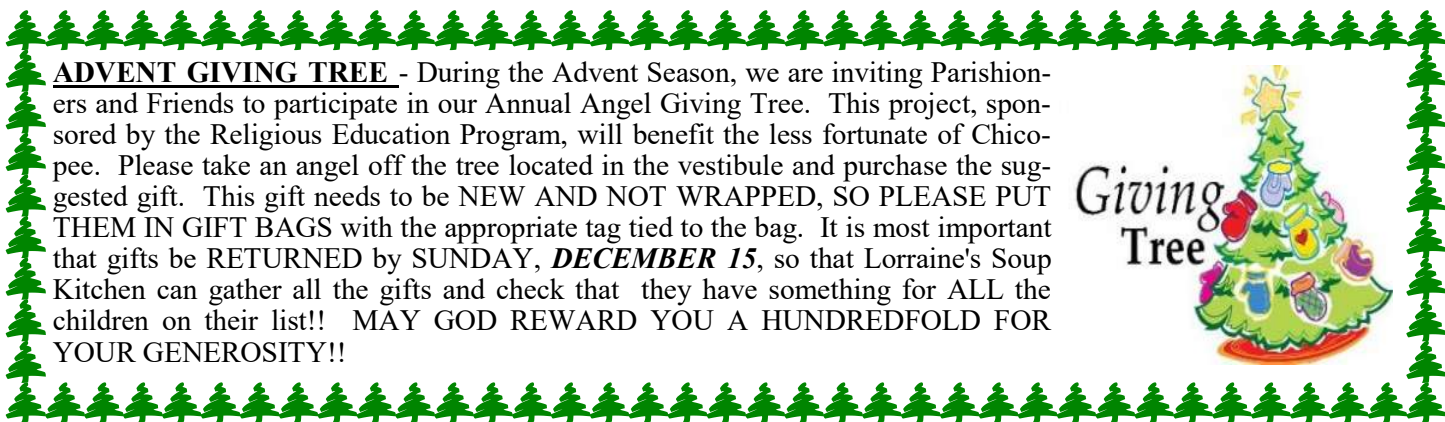 ADVENT GIVING TREE - During the Advent Season, we are inviting Parishion-
ers and Friends to participate in our Annual Angel Giving Tree.  This project, spon-
sored by the Religious Education Program, will benefit the less fortunate of Chico-
pee.  Please take an angel off the tree located in the vestibule and purchase the sug-
gested gift.  This gift needs to be NEW AND NOT WRAPPED, SO PLEASE PUT
THEM IN GIFT BAGS with the appropriate tag tied to the bag.  It is most important
that gifts be RETURNED by SUNDAY, DECEMBER 15, so that Lorraine's Soup
Kitchen can gather all the gifts and check that  they have something for ALL the
children on their list!!   MAY GOD REWARD YOU A HUNDREDFOLD FOR
YOUR GENEROSITY!!
Giving
Tree